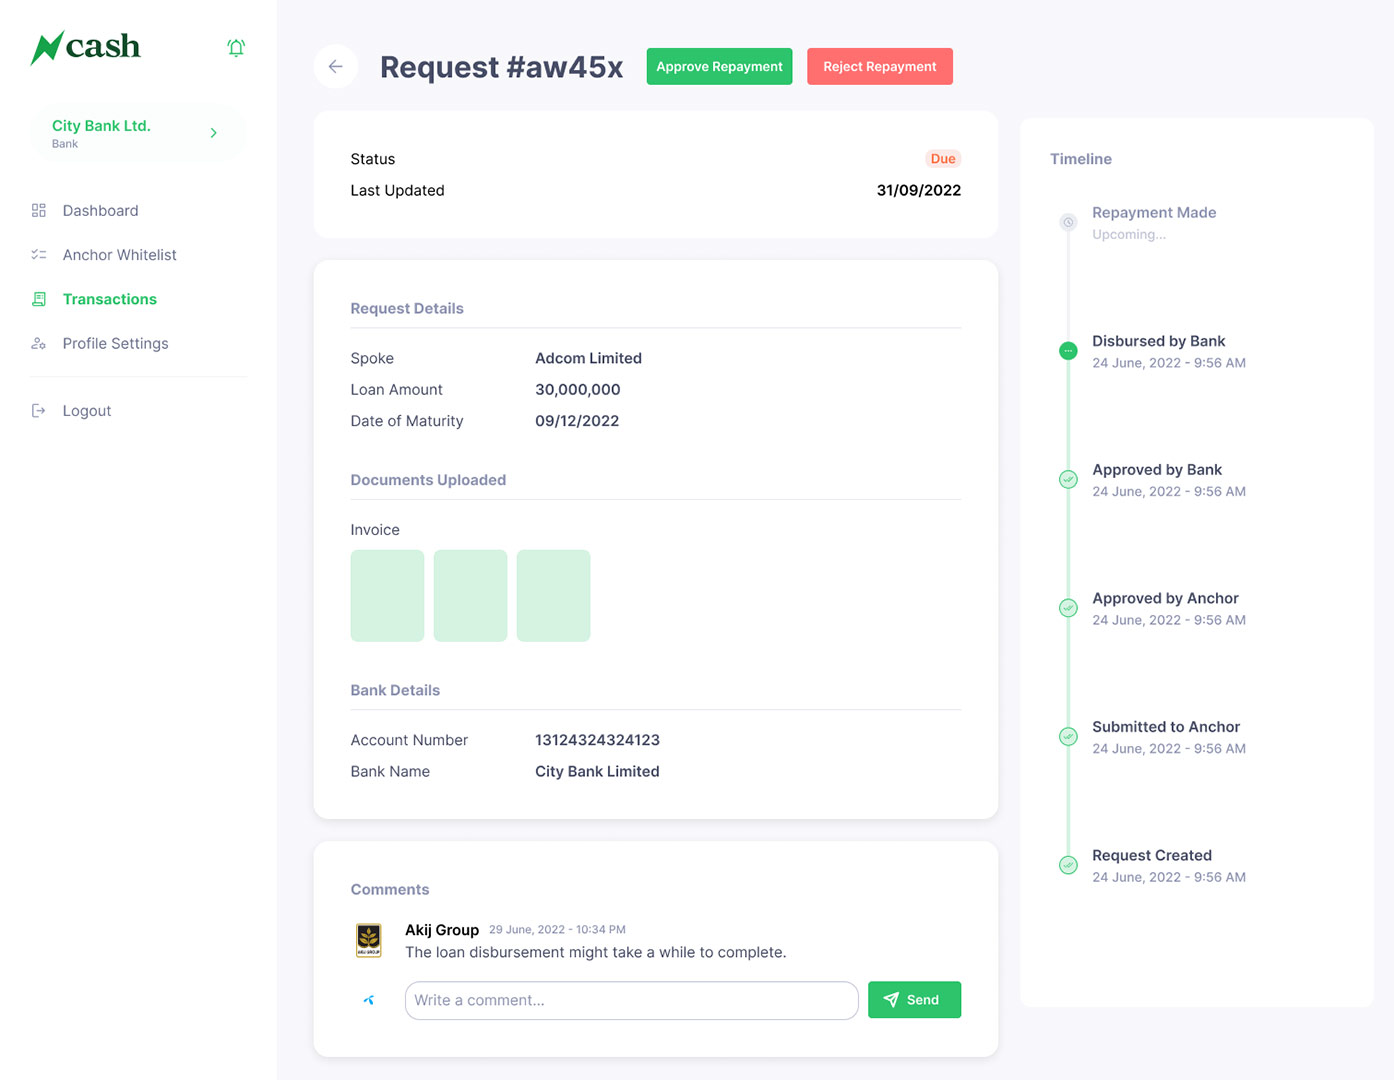 cash
City Bank Ltd.
Bank
Dashboard
Anchor Whitelist
Transactions
Profile Settings
Logout
Request #aw45x
Approve Repayment
Reject Repayment
Status
Due
Last Updated
31/09/2022
Request Details
Spoke
Adcom Limited
Loan Amount
30,000,000
Date of Maturity
09/12/2022
Documents Uploaded
Invoice
Bank Details
Account Number
13124324324123
Bank Name
City Bank Limited
Comments
AKIJ GROUP
Akij Group 29 June, 2022 - 10:34 PM
The loan disbursement might take a while to complete.
Write a comment...
Send
Timeline
Repayment Made
Upcoming...
Disbursed by Bank
24 June, 2022 - 9:56 AM
Approved by Bank
24 June, 2022 - 9:56 AM
Approved by Anchor
24 June, 2022 - 9:56 AM
Submitted to Anchor
24 June, 2022 - 9:56 AM
Request Created
24 June, 2022 - 9:56 AM